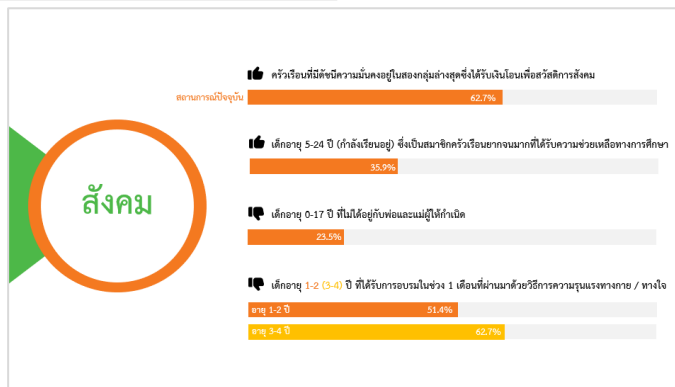 ครัวเรือนที่มีดัชนีความมั่นคงอยู่ในสองกลุ่มล่างสุดซึ่งได้รับเงินโอนเพื่อสวัสดิการสังคม
สถานการณ์ปัจจุบัน
62.7%
เด็กอายุ 5-24 ปี (กำลังเรียนอยู่) ซึ่งเป็นสมาชิกครัวเรือนยากจนมากที่ได้รับความช่วยเหลือทางการศึกษา
35.9%
สังคม
เด็กอายุ 0-17 ปี ที่ไม่ได้อยู่กับพ่อและแม่ผู้ให้กำเนิด
23.5%
เด็กอายุ 1-2 (3-4) ปี ที่ได้รับการอบรมในช่วง 1 เดือนที่ผ่านมาด้วยวิธีการความรุนแรงทางกาย / ทางใจ
อายุ 1-2 ปี 51.4%
อายุ 3-4 ปี 62.7%